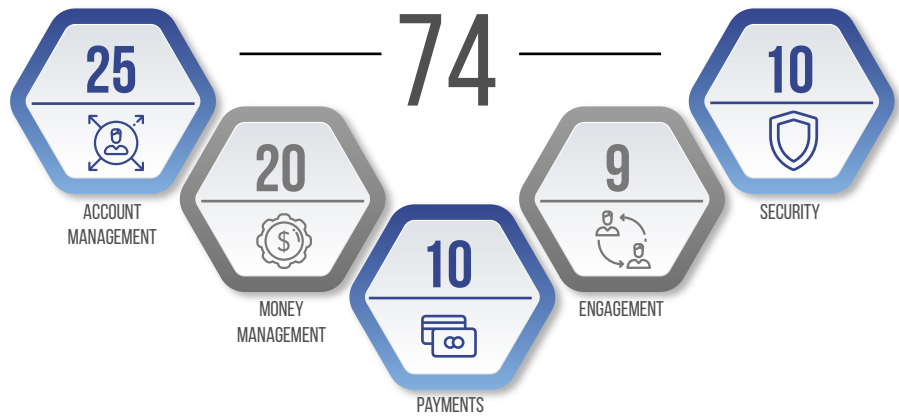 74
25
ACCOUNT
MANAGEMENT
20
$
MONEY
MANAGEMENT
10
PAYMENTS
9
ENGAGEMENT
10
SECURITY